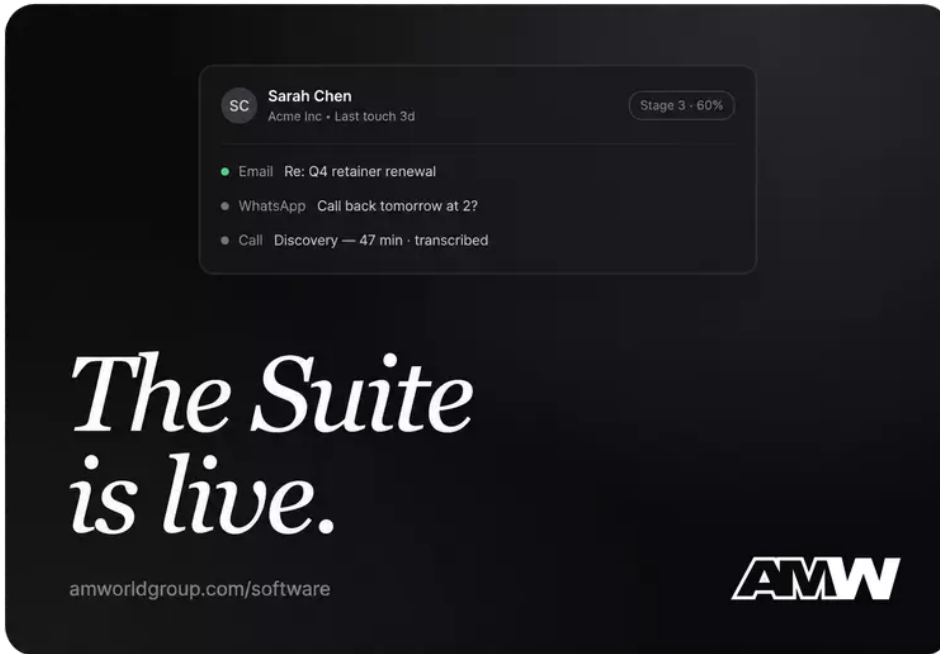 SC
Sarah Chen
Acme Inc • Last touch 3d
Stage 3 · 60%
Email Re: Q4 retainer renewal
WhatsApp Call back tomorrow at 2?
Call Discovery — 47 min · transcribed
The Suite
is live.
amworldgroup.com/software
AMW